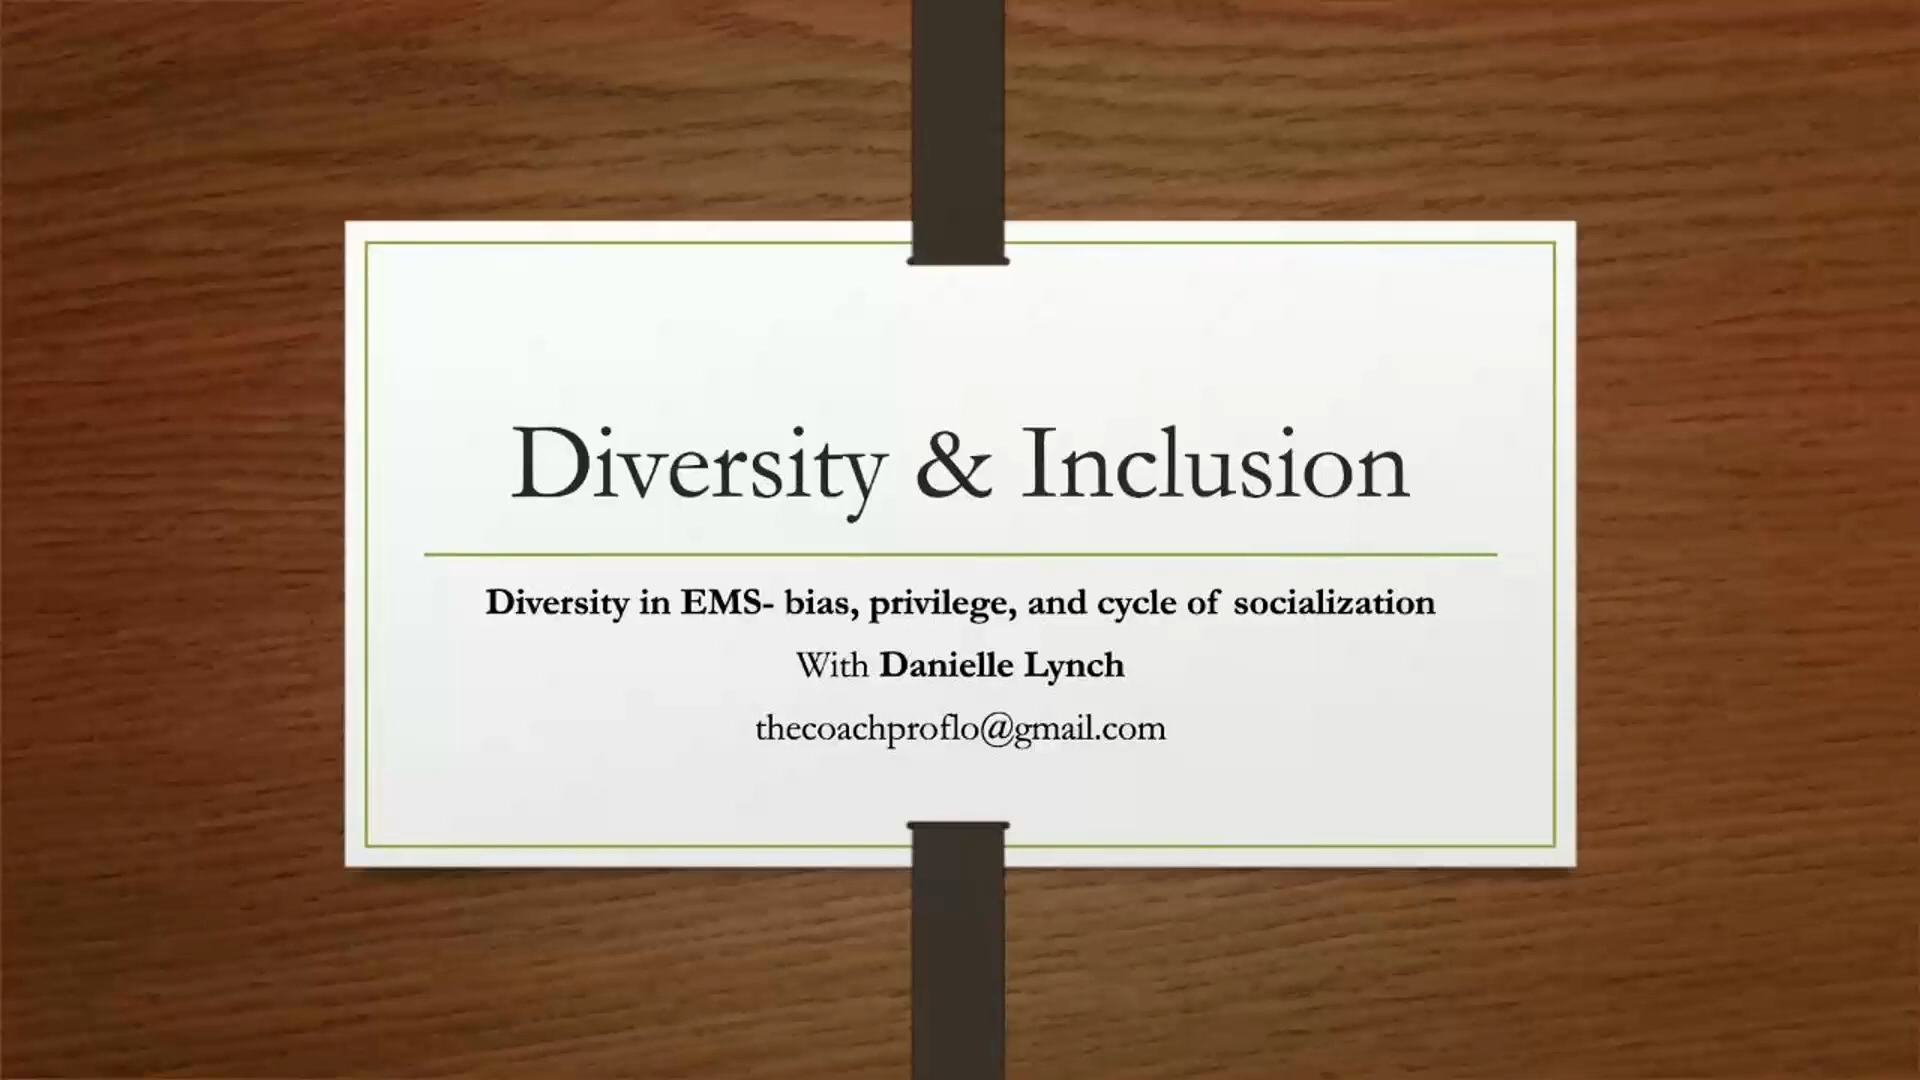 Diversity & Inclusion
Diversity in EMS- bias, privilege, and cycle of socialization
With Danielle Lynch
thecoachproflo@gmail.com